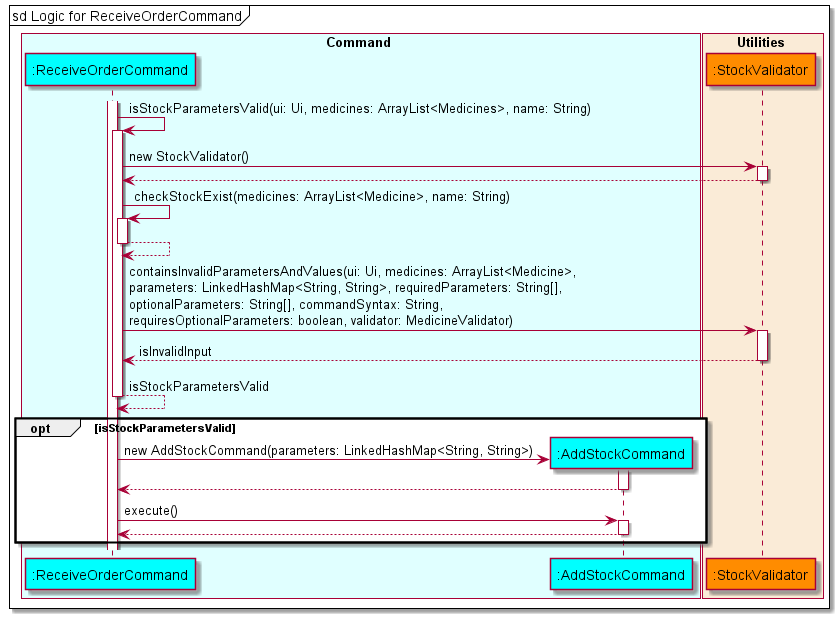 sd Logic for ReceiveOrderCommand
Command
Utilities
:ReceiveOrderCommand
:StockValidator
isStockParametersValid(ui: Ui, medicines: ArrayList<Medicines>, name: String)
new StockValidator()
checkStockExist(medicines: ArrayList<Medicine>, name: String)
containsInvalidParametersAndValues(ui: Ui, medicines: ArrayList<Medicine>,
parameters: LinkedHashMap<String, String>, requiredParameters: String[],
optionalParameters: String[], commandSyntax: String,
requiresOptionalParameters: boolean, validator: MedicineValidator)
isInvalidInput
isStockParametersValid
opt
[isStockParametersValid]
new AddStockCommand(parameters: LinkedHashMap<String, String>)
:AddStockCommand
execute()
:ReceiveOrderCommand
:AddStockCommand
:StockValidator